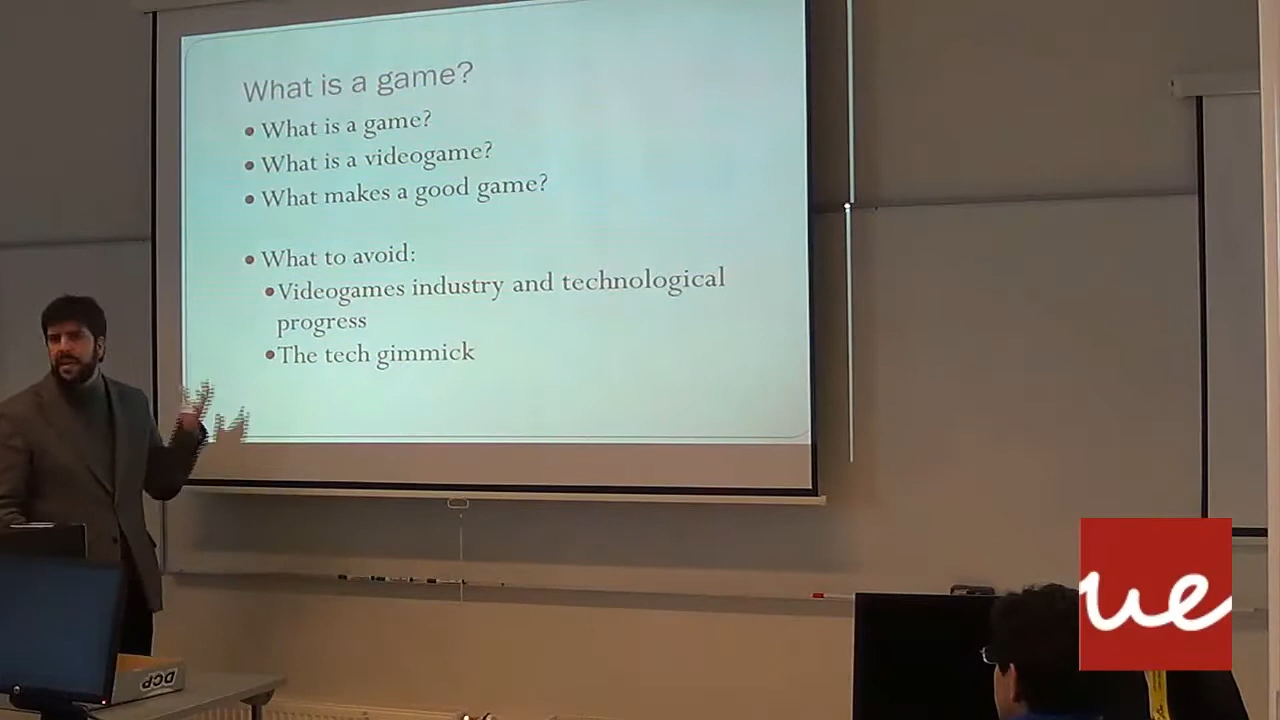 What is a game?
• What is a game?
• What is a videogame?
• What makes a good game?
• What to avoid:
• Videogames industry and technological
progress
• The tech gimmick
DCP
ue